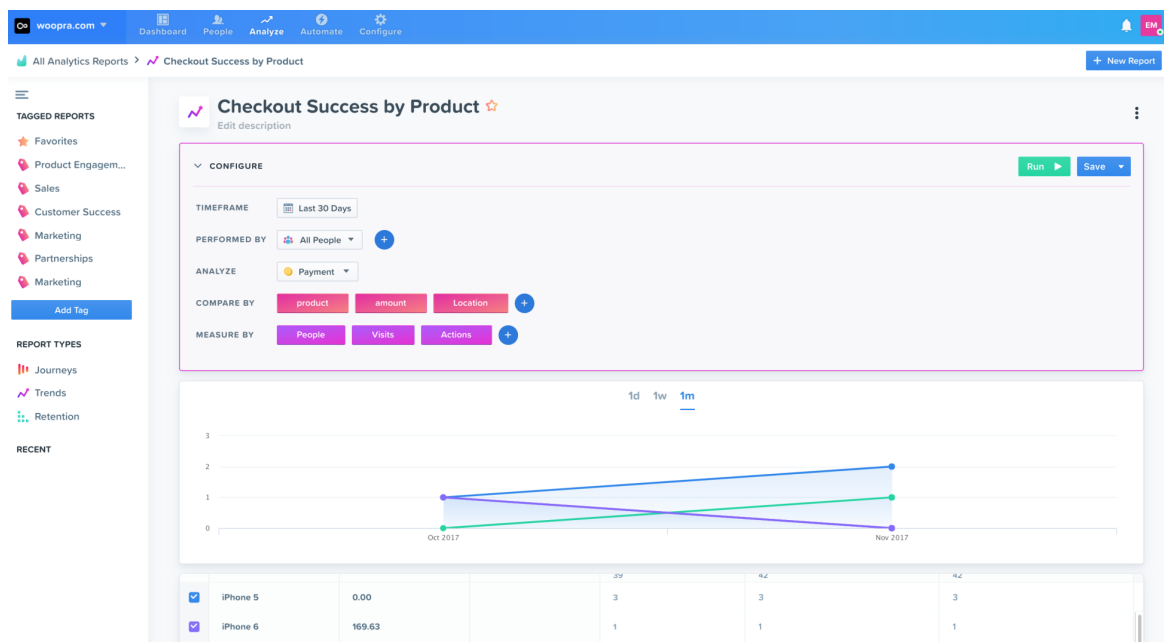 woopra.com
Dashboard People Analyze Automate Configure
EM
All Analytics Reports > Checkout Success by Product
+ New Report
TAGGED REPORTS
Favorites
Product Engagem...
Sales
Customer Success
Marketing
Partnerships
Marketing
Add Tag
REPORT TYPES
Journeys
Trends
Retention
RECENT
Checkout Success by Product
Edit description
CONFIGURE
Run
Save
TIMEFRAME Last 30 Days
PERFORMED BY All People +
ANALYZE Payment
COMPARE BY product amount Location +
MEASURE BY People Visits Actions +
1d 1w 1m
3
2
1
0
Oct 2017 Nov 2017
39 42 42
iPhone 5 0.00 3 3 3
iPhone 6 169.63 1 1 1